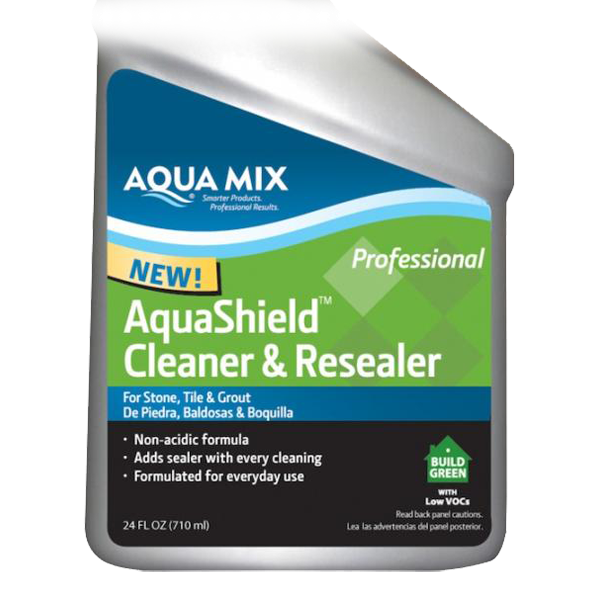 AQUA MIX®
Smarter Products.
Professional Results.
NEW!
Professional
AquaShield™
Cleaner & Resealer
For Stone, Tile & Grout
De Piedra, Baldosas & Boquilla
• Non-acidic formula
• Adds sealer with every cleaning
• Formulated for everyday use
BUILD
GREEN
WITH
Low VOCs
Read back panel cautions.
24 FL OZ (710 ml)
Lea las advertencias del panel posterior.